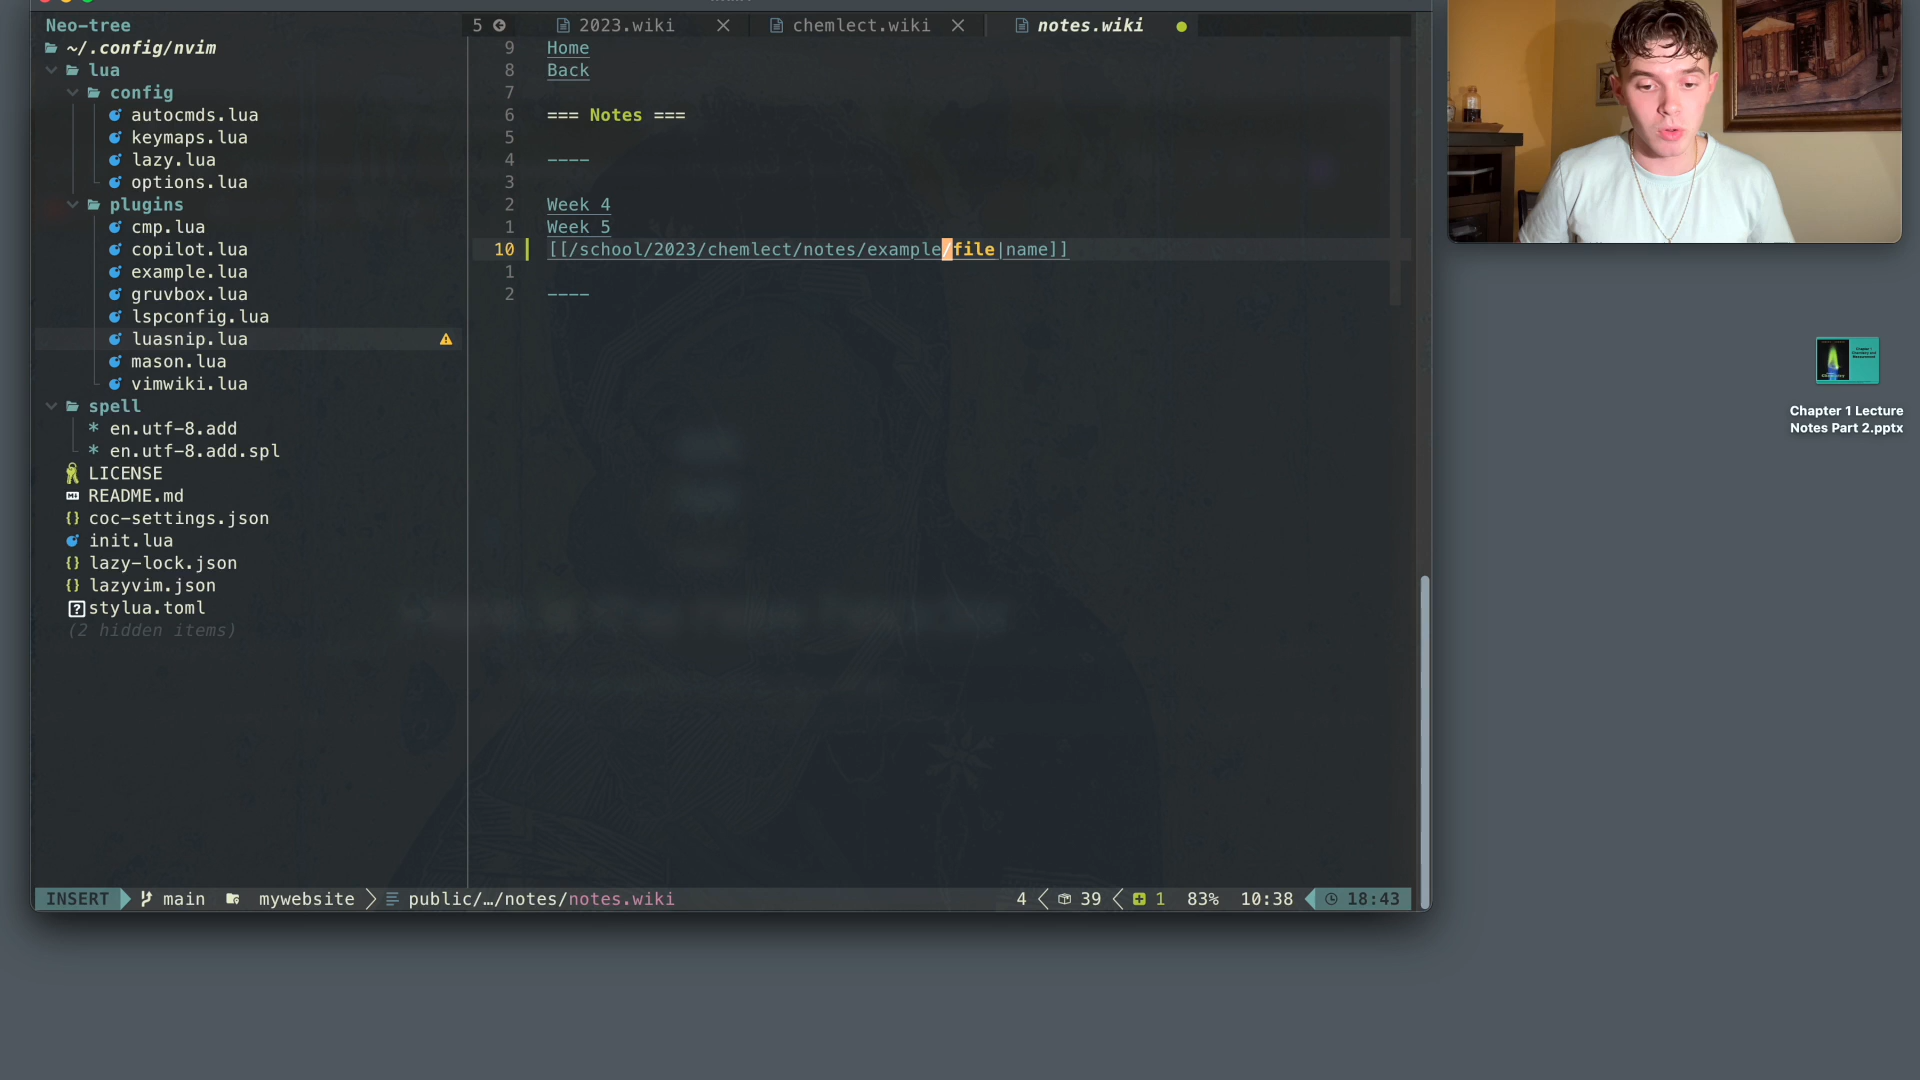 Neo-tree
~/.config/nvim
lua
config
autocmds.lua
keymaps.lua
lazy.lua
options.lua
plugins
cmp.lua
copilot.lua
example.lua
gruvbox.lua
lspconfig.lua
luasnip.lua
mason.lua
vimwiki.lua
spell
* en.utf-8.add
* en.utf-8.add.spl
LICENSE
README.md
{} coc-settings.json
init.lua
{} lazy-lock.json
{} lazyvim.json
? stylua.toml
(2 hidden items)
5 2023.wiki chemlect.wiki notes.wiki
9 Home
8 Back
7
6 === Notes ===
5
4 ----
3
2 Week 4
1 Week 5
10 [[/school/2023/chemlect/notes/example/file|name]]
1
2 ----
INSERT main mywebsite public/…/notes/notes.wiki 4 39 1 83% 10:38 18:43
Chapter 1 Lecture
Notes Part 2.pptx